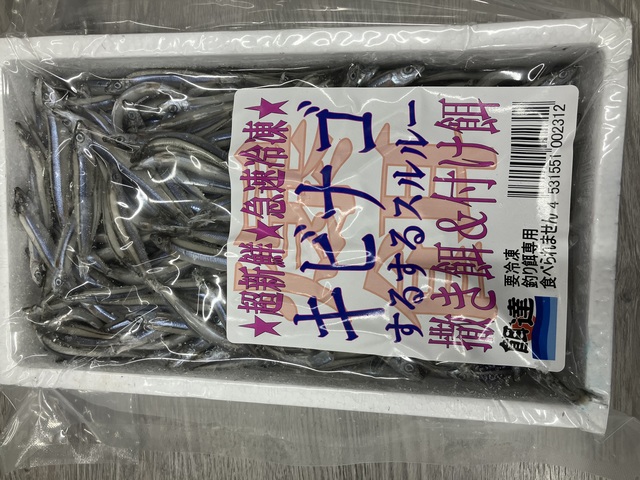 ★超新鮮★急速冷凍★
キビナゴ
するするスルルー
撒き餌&付け餌
要冷凍
釣り餌専用
食べられません
4 531551 002312
餌達